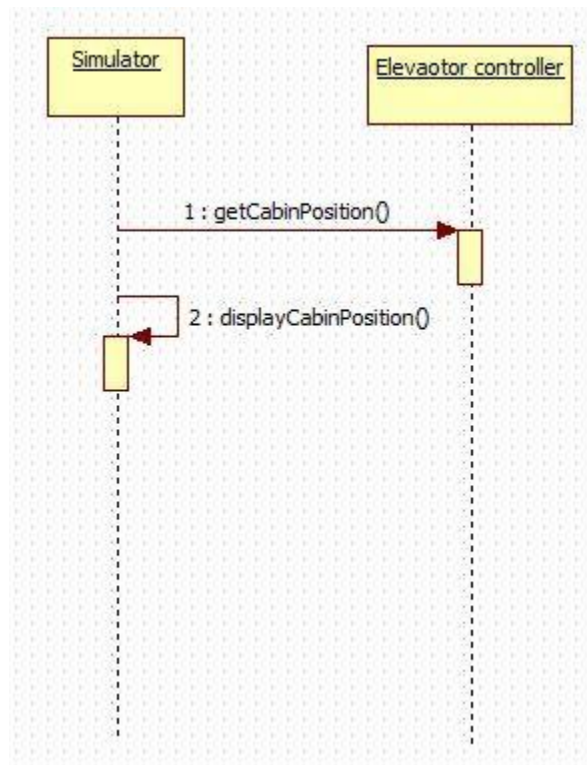 Simulator
Elevaotor controller
1 : getCabinPosition()
2 : displayCabinPosition()